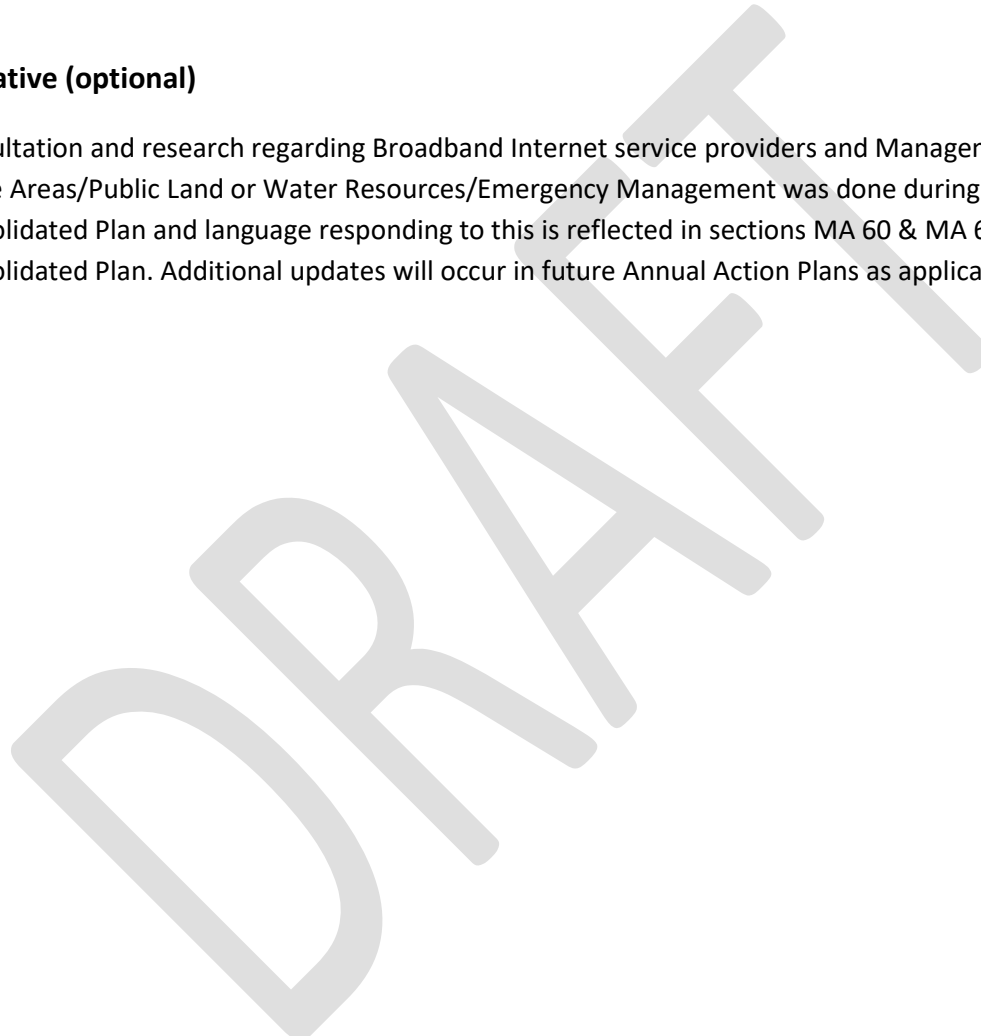 ative (optional)
ultation and research regarding Broadband Internet service providers and Manager
e Areas/Public Land or Water Resources/Emergency Management was done during
olidated Plan and language responding to this is reflected in sections MA 60 & MA 6
olidated Plan. Additional updates will occur in future Annual Action Plans as applica
DRAFT